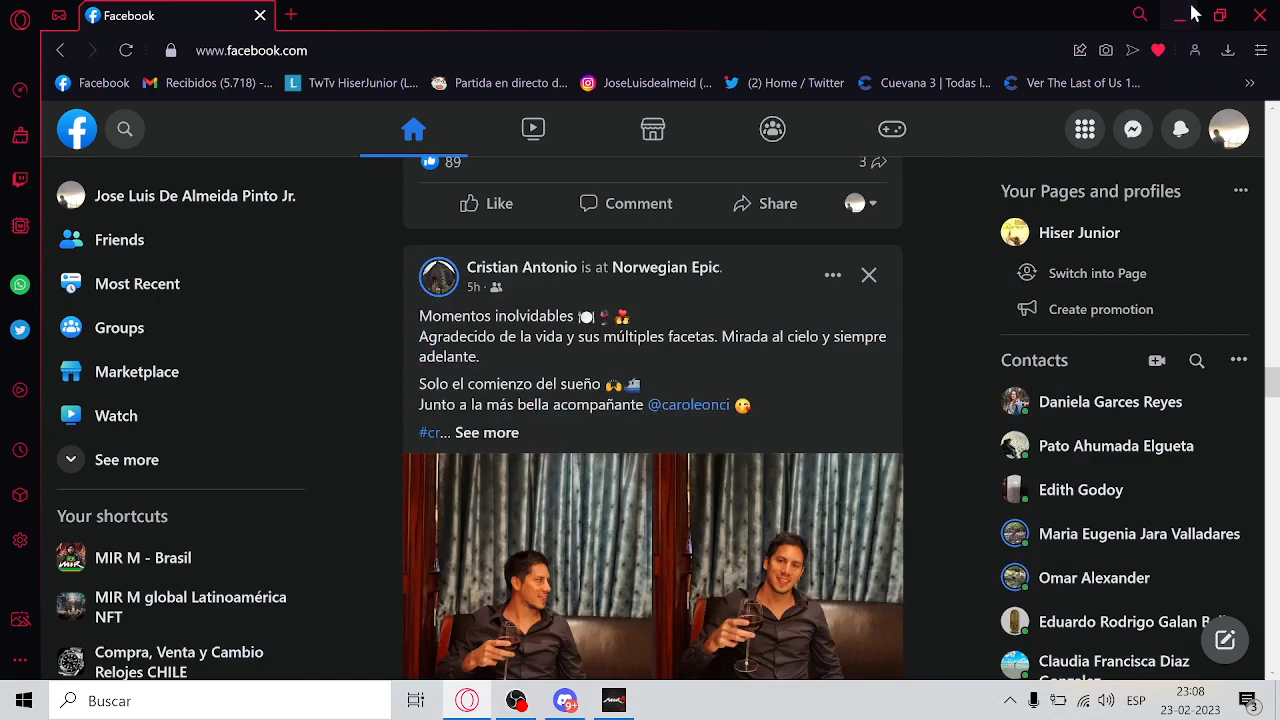 Facebook
www.facebook.com
Facebook
Recibidos (5.718) -...
TwTv HiserJunior (L...
Partida en directo d...
JoseLuisdealmeid (...
(2) Home / Twitter
Cuevana 3 | Todas l...
Ver The Last of Us 1...
Jose Luis De Almeida Pinto Jr.
Friends
Most Recent
Groups
Marketplace
Watch
See more
Your shortcuts
MIR M - Brasil
MIR M global Latinoamérica
NFT
Compra, Venta y Cambio
Relojes CHILE
89
3
Like
Comment
Share
Cristian Antonio is at Norwegian Epic.
5h ·
Momentos inolvidables 🍽️ 🌹 💑
Agradecido de la vida y sus múltiples facetas. Mirada al cielo y siempre
adelante.
Solo el comienzo del sueño 🙌 🛳️
Junto a la más bella acompañante @caroleonci 😋
#cr... See more
Your Pages and profiles
Hiser Junior
Switch into Page
Create promotion
Contacts
Daniela Garces Reyes
Pato Ahumada Elgueta
Edith Godoy
Maria Eugenia Jara Valladares
Omar Alexander
Eduardo Rodrigo Galan
Claudia Francisca Diaz
Buscar
9+
ESP
23:08
23-02-2023
3